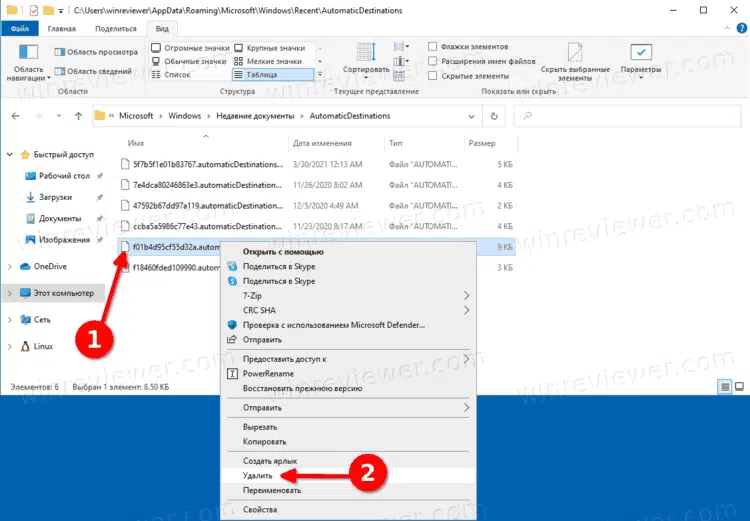 C:\Users\winreviewer\AppData\Roaming\Microsoft\Windows\Recent\AutomaticDestinations
Файл Главная Поделиться Вид
Область навигации
Область просмотра
Область сведений
Области
Огромные значки Крупные значки
Обычные значки Мелкие значки
Список Таблица
Структура
Сортировать
Текущее представление
Флажки элементов
Расширения имен файлов
Скрытые элементы
Скрыть выбранные элементы
Показать или скрыть
Параметры
« Microsoft > Windows > Недавние документы > AutomaticDestinations
Имя Дата изменения Тип Размер
Быстрый доступ
Рабочий стол
Загрузки
Документы
Изображения
OneDrive
Этот компьютер
Сеть
Linux
5f7b5f1e01b83767.automaticDestinations... 3/30/2021 12:13 AM Файл "AUTOMATI... 5 КБ
7e4dca80246863e3.automaticDestinations... 11/26/2020 8:02 AM Файл "AUTOMATI... 4 КБ
47592b67dd97a119.automaticDestinations... 12/5/2020 4:49 AM Файл "AUTOMATI... 4 КБ
ccba5a5986c77e43.automaticDestinations... 11/23/2020 8:17 AM Файл "AUTOMATI... 4 КБ
f01b4d95cf55d32a.autom 9 КБ
f18460fded109990.autom 3 КБ
Открыть с помощью
Поделиться в Skype
Поделиться в Skype
7-Zip
CRC SHA
Проверка с использованием Microsoft Defender...
Отправить
Предоставить доступ к
PowerRename
Восстановить прежнюю версию
Отправить
Вырезать
Копировать
Создать ярлык
Удалить
Переименовать
Свойства
1
2
Элементов: 6 Выбран 1 элемент: 8.50 КБ
winreviewer.com